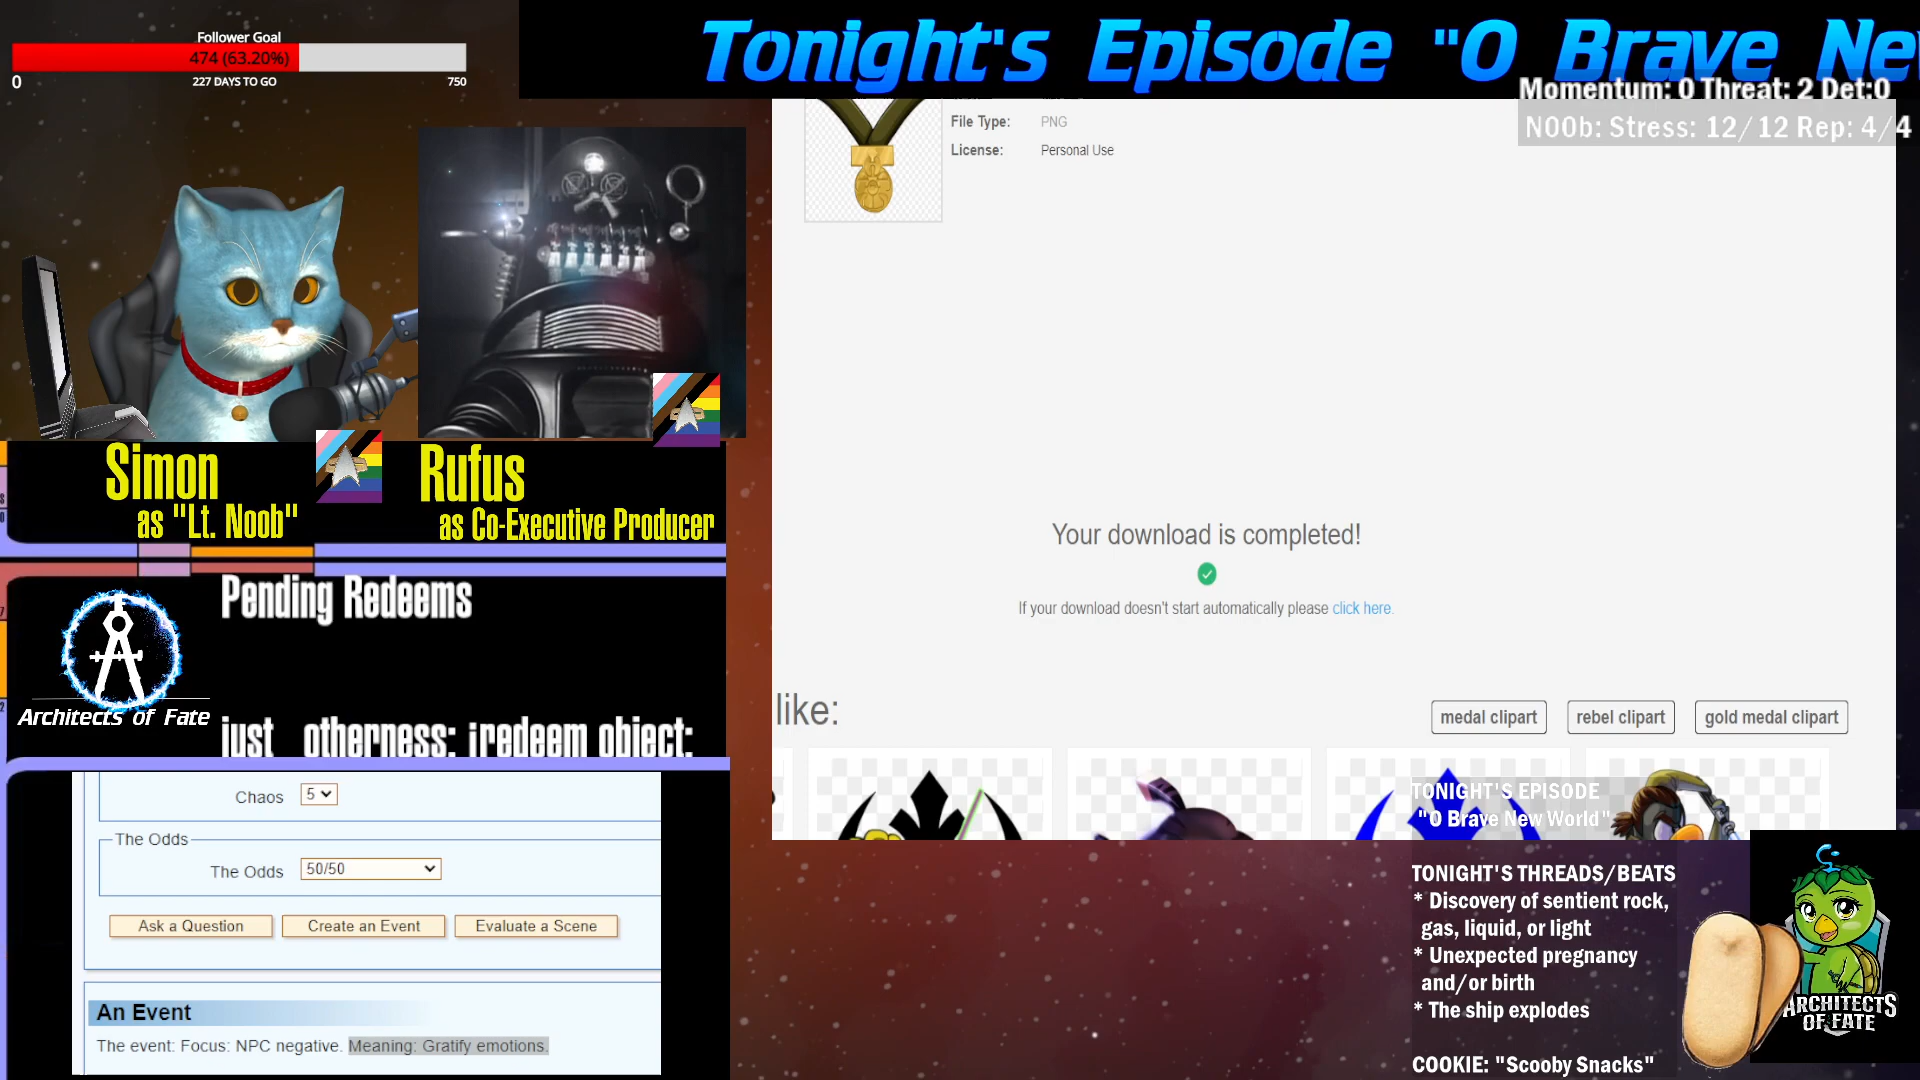 Follower Goal
474 (63.20%)
0
227 DAYS TO GO
750
Tonight's Episode "O Brave Ne
Momentum: 0 Threat: 2 Det:0
N00b: Stress: 12/12 Rep: 4/4
File Type: PNG
License: Personal Use
Simon
as "Lt. Noob"
Rufus
as Co-Executive Producer
Your download is completed!
If your download doesn't start automatically please click here.
Pending Redeems
Architects of Fate
just_otherness: !redeem object:
like:
medal clipart
rebel clipart
gold medal clipart
Chaos 5
The Odds
The Odds 50/50
Ask a Question
Create an Event
Evaluate a Scene
An Event
The event: Focus: NPC negative. Meaning: Gratify emotions.
TONIGHT'S EPISODE
"O Brave New World"
TONIGHT'S THREADS/BEATS
* Discovery of sentient rock,
gas, liquid, or light
* Unexpected pregnancy
and/or birth
* The ship explodes
COOKIE: "Scooby Snacks"
ARCHITECTS
OF FATE